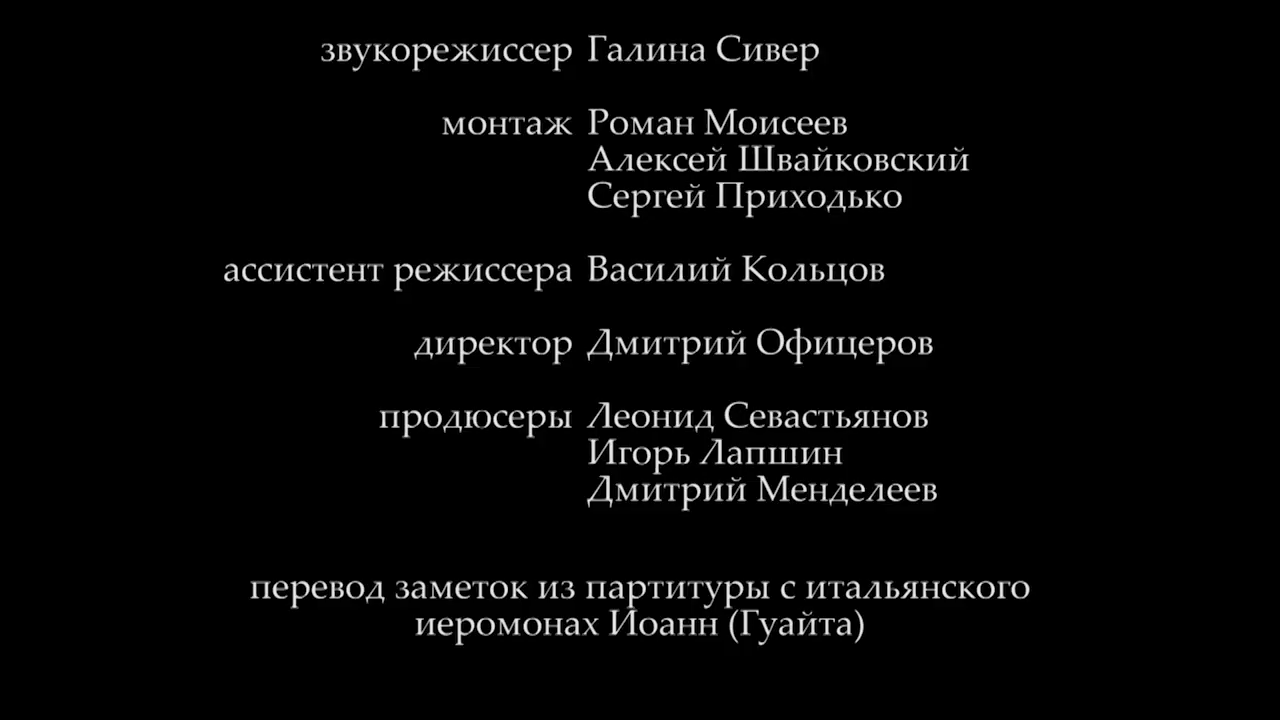 звукорежиссер Галина Сивер
монтаж Роман Моисеев
Алексей Швайковский
Сергей Приходько
ассистент режиссера Василий Кольцов
директор Дмитрий Офицеров
продюсеры Леонид Севастьянов
Игорь Лапшин
Дмитрий Менделеев
перевод заметок из партитуры с итальянского
иеромонах Иоанн (Гуайта)